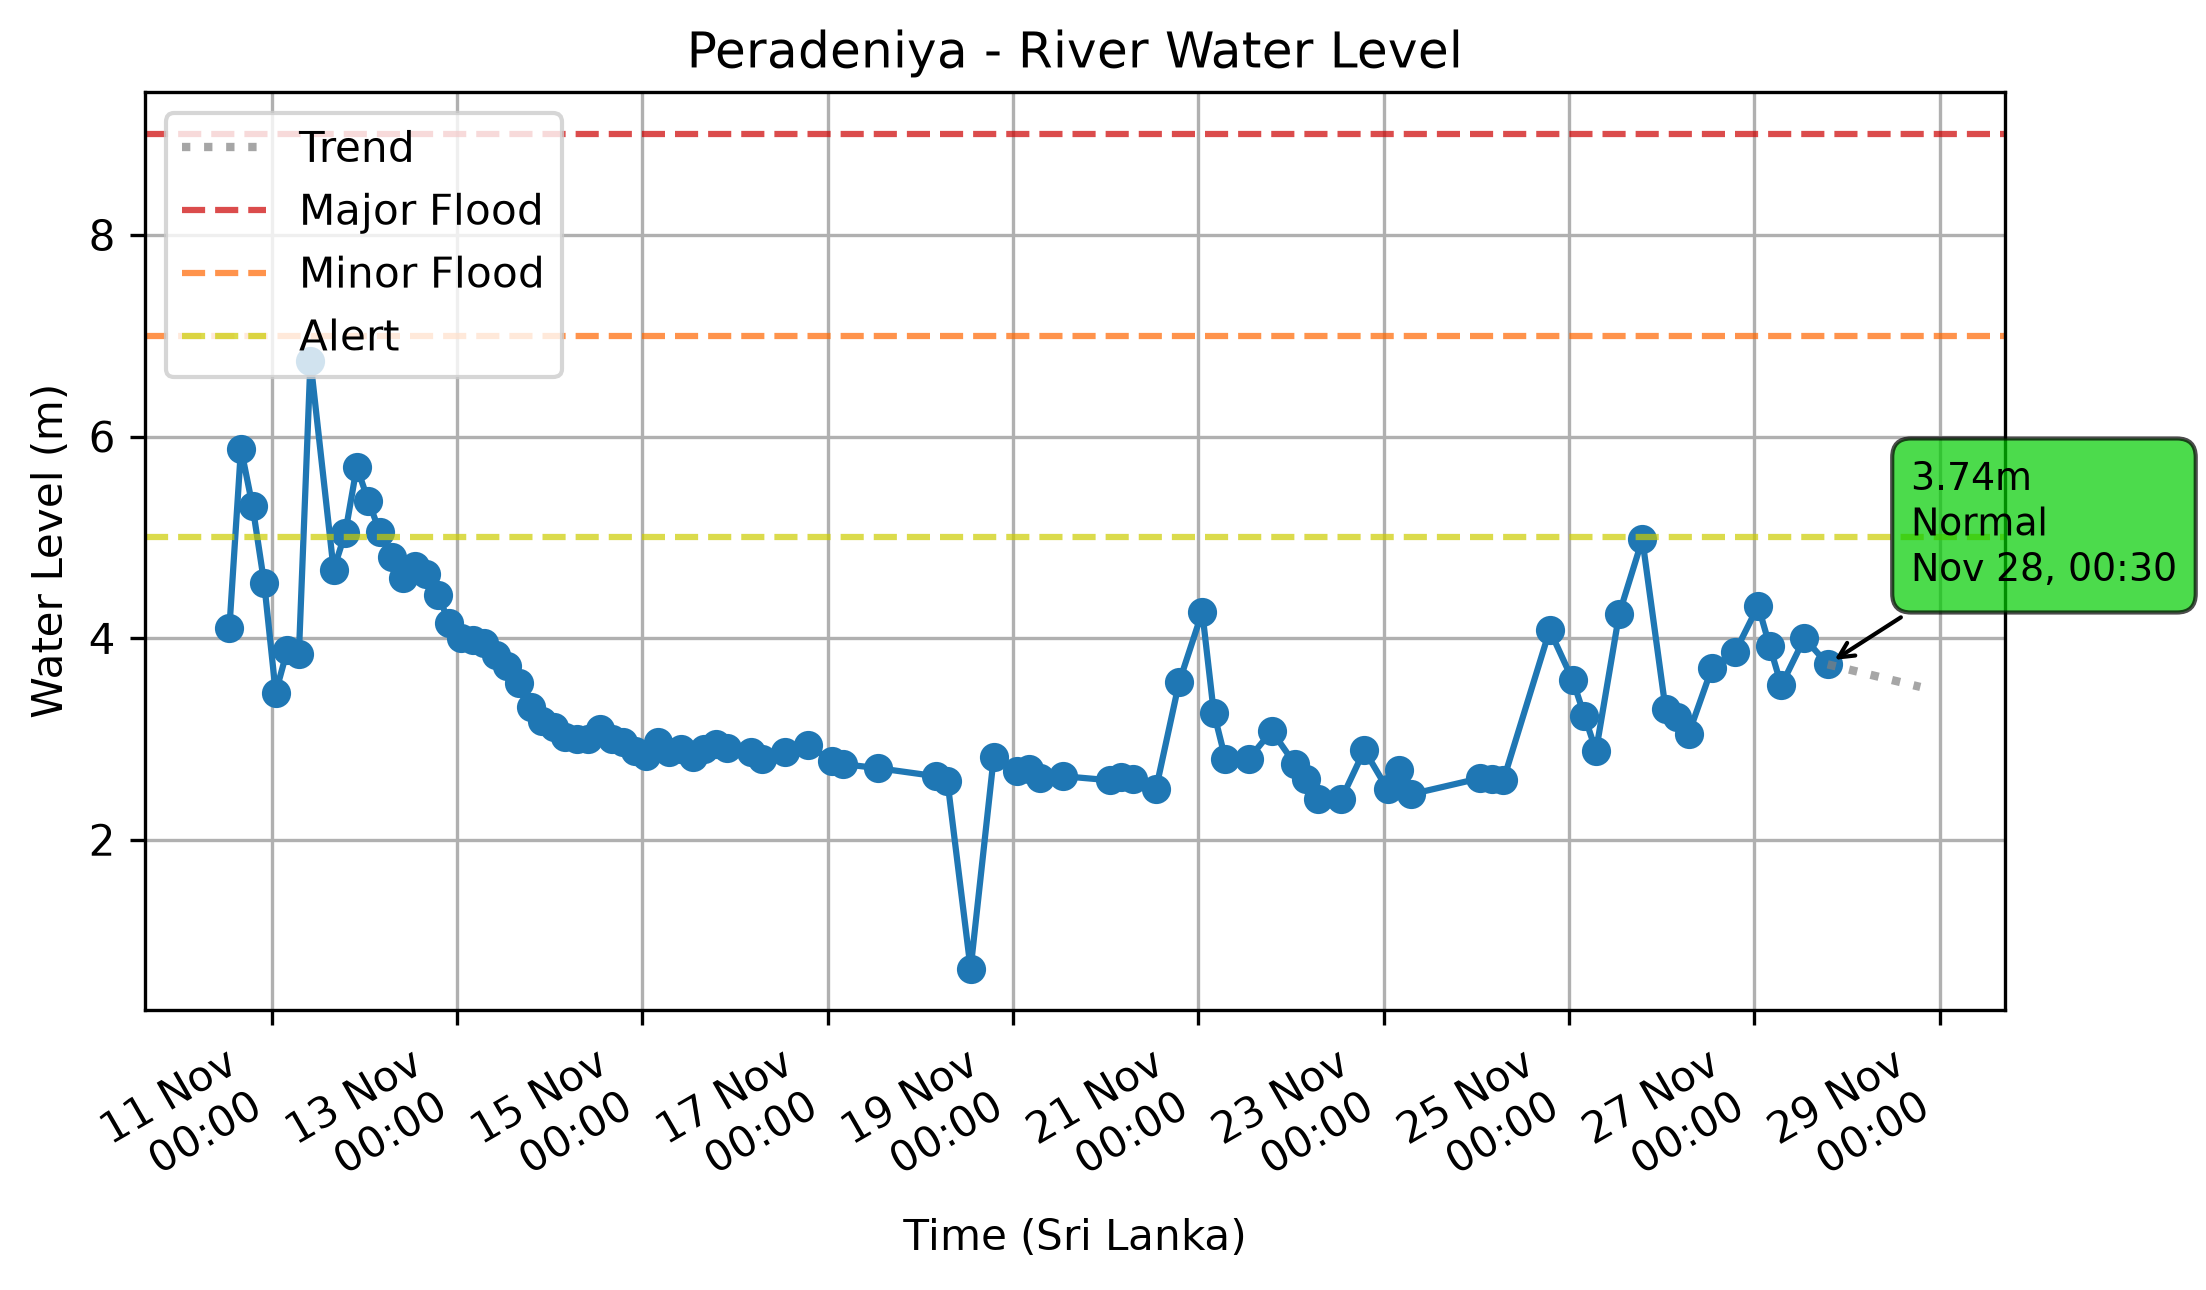 Peradeniya - River Water Level
Trend
Major Flood
Minor Flood
Alert
8
6
4
2
Water Level (m)
3.74m
Normal
Nov 28, 00:30
11 Nov
00:00
13 Nov
00:00
15 Nov
00:00
17 Nov
00:00
19 Nov
00:00
21 Nov
00:00
23 Nov
00:00
25 Nov
00:00
27 Nov
00:00
29 Nov
00:00
Time (Sri Lanka)